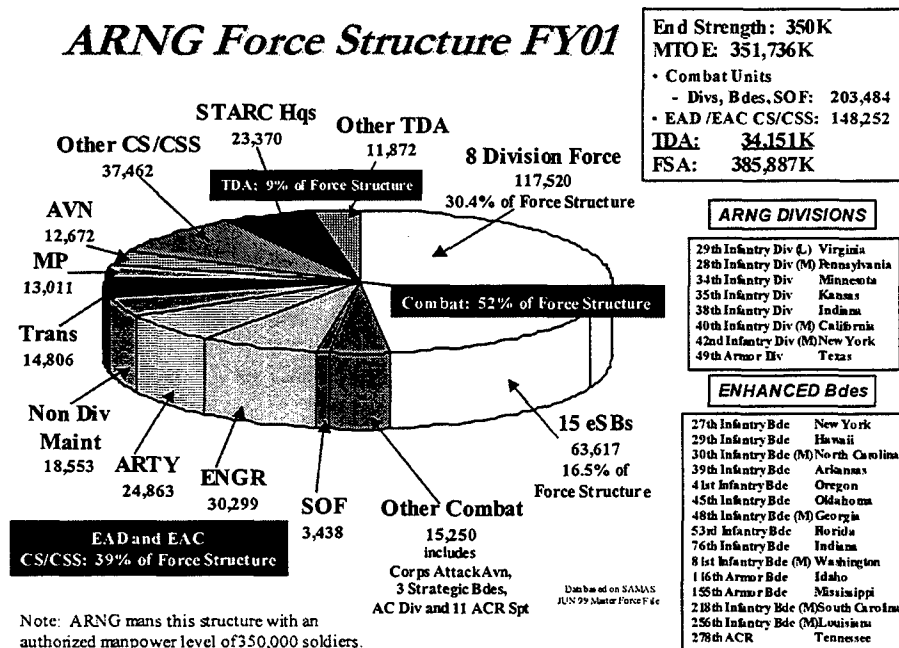 ARNG Force Structure FY01
End Strength: 350K
MTOE: 351,736K
• Combat Units
- Divs, Bdes, SOF: 203,484
• EAD /EAC CS/CSS: 148,252
TDA: 34,151K
FSA: 385,887K
STARC Hqs
23,370
Other TDA
11,872
Other CS/CSS
37,462
TDA: 9% of Force Structure
8 Division Force
117,520
30.4% of Force Structure
AVN
12,672
MP
13,011
Trans
14,806
Non Div
Maint
18,553
ARTY
24,863
ENGR
30,299
SOF
3,438
Other Combat
15,250
includes
Corps Attack Avn,
3 Strategic Bdes,
AC Div and 11 ACR Spt
15 eSBs
63,617
16.5% of
Force Structure
Combat: 52% of Force Structure
EAD and EAC
CS/CSS: 39% of Force Structure
Data based on SAMAS
JUN 99 Master Force File
Note: ARNG mans this structure with an
authorized manpower level of 350,000 soldiers.
ARNG DIVISIONS
29th Infantry Div (L) Virginia
28th Infantry Div (M) Pennsylvania
34th Infantry Div Minnesota
35th Infantry Div Kansas
38th Infantry Div Indiana
40th Infantry Div (M) California
42nd Infantry Div (M) New York
49th Armor Div Texas
ENHANCED Bdes
27th Infantry Bde New York
29th Infantry Bde Hawaii
30th Infantry Bde (M) North Carolina
39th Infantry Bde Arkansas
41st Infantry Bde Oregon
45th Infantry Bde Oklahoma
48th Infantry Bde (M) Georgia
53rd Infantry Bde Florida
76th Infantry Bde Indiana
81st Infantry Bde (M) Washington
116th Armor Bde Idaho
155th Armor Bde Mississippi
218th Infantry Bde (M) South Carolina
256th Infantry Bde (M) Louisiana
278th ACR Tennessee